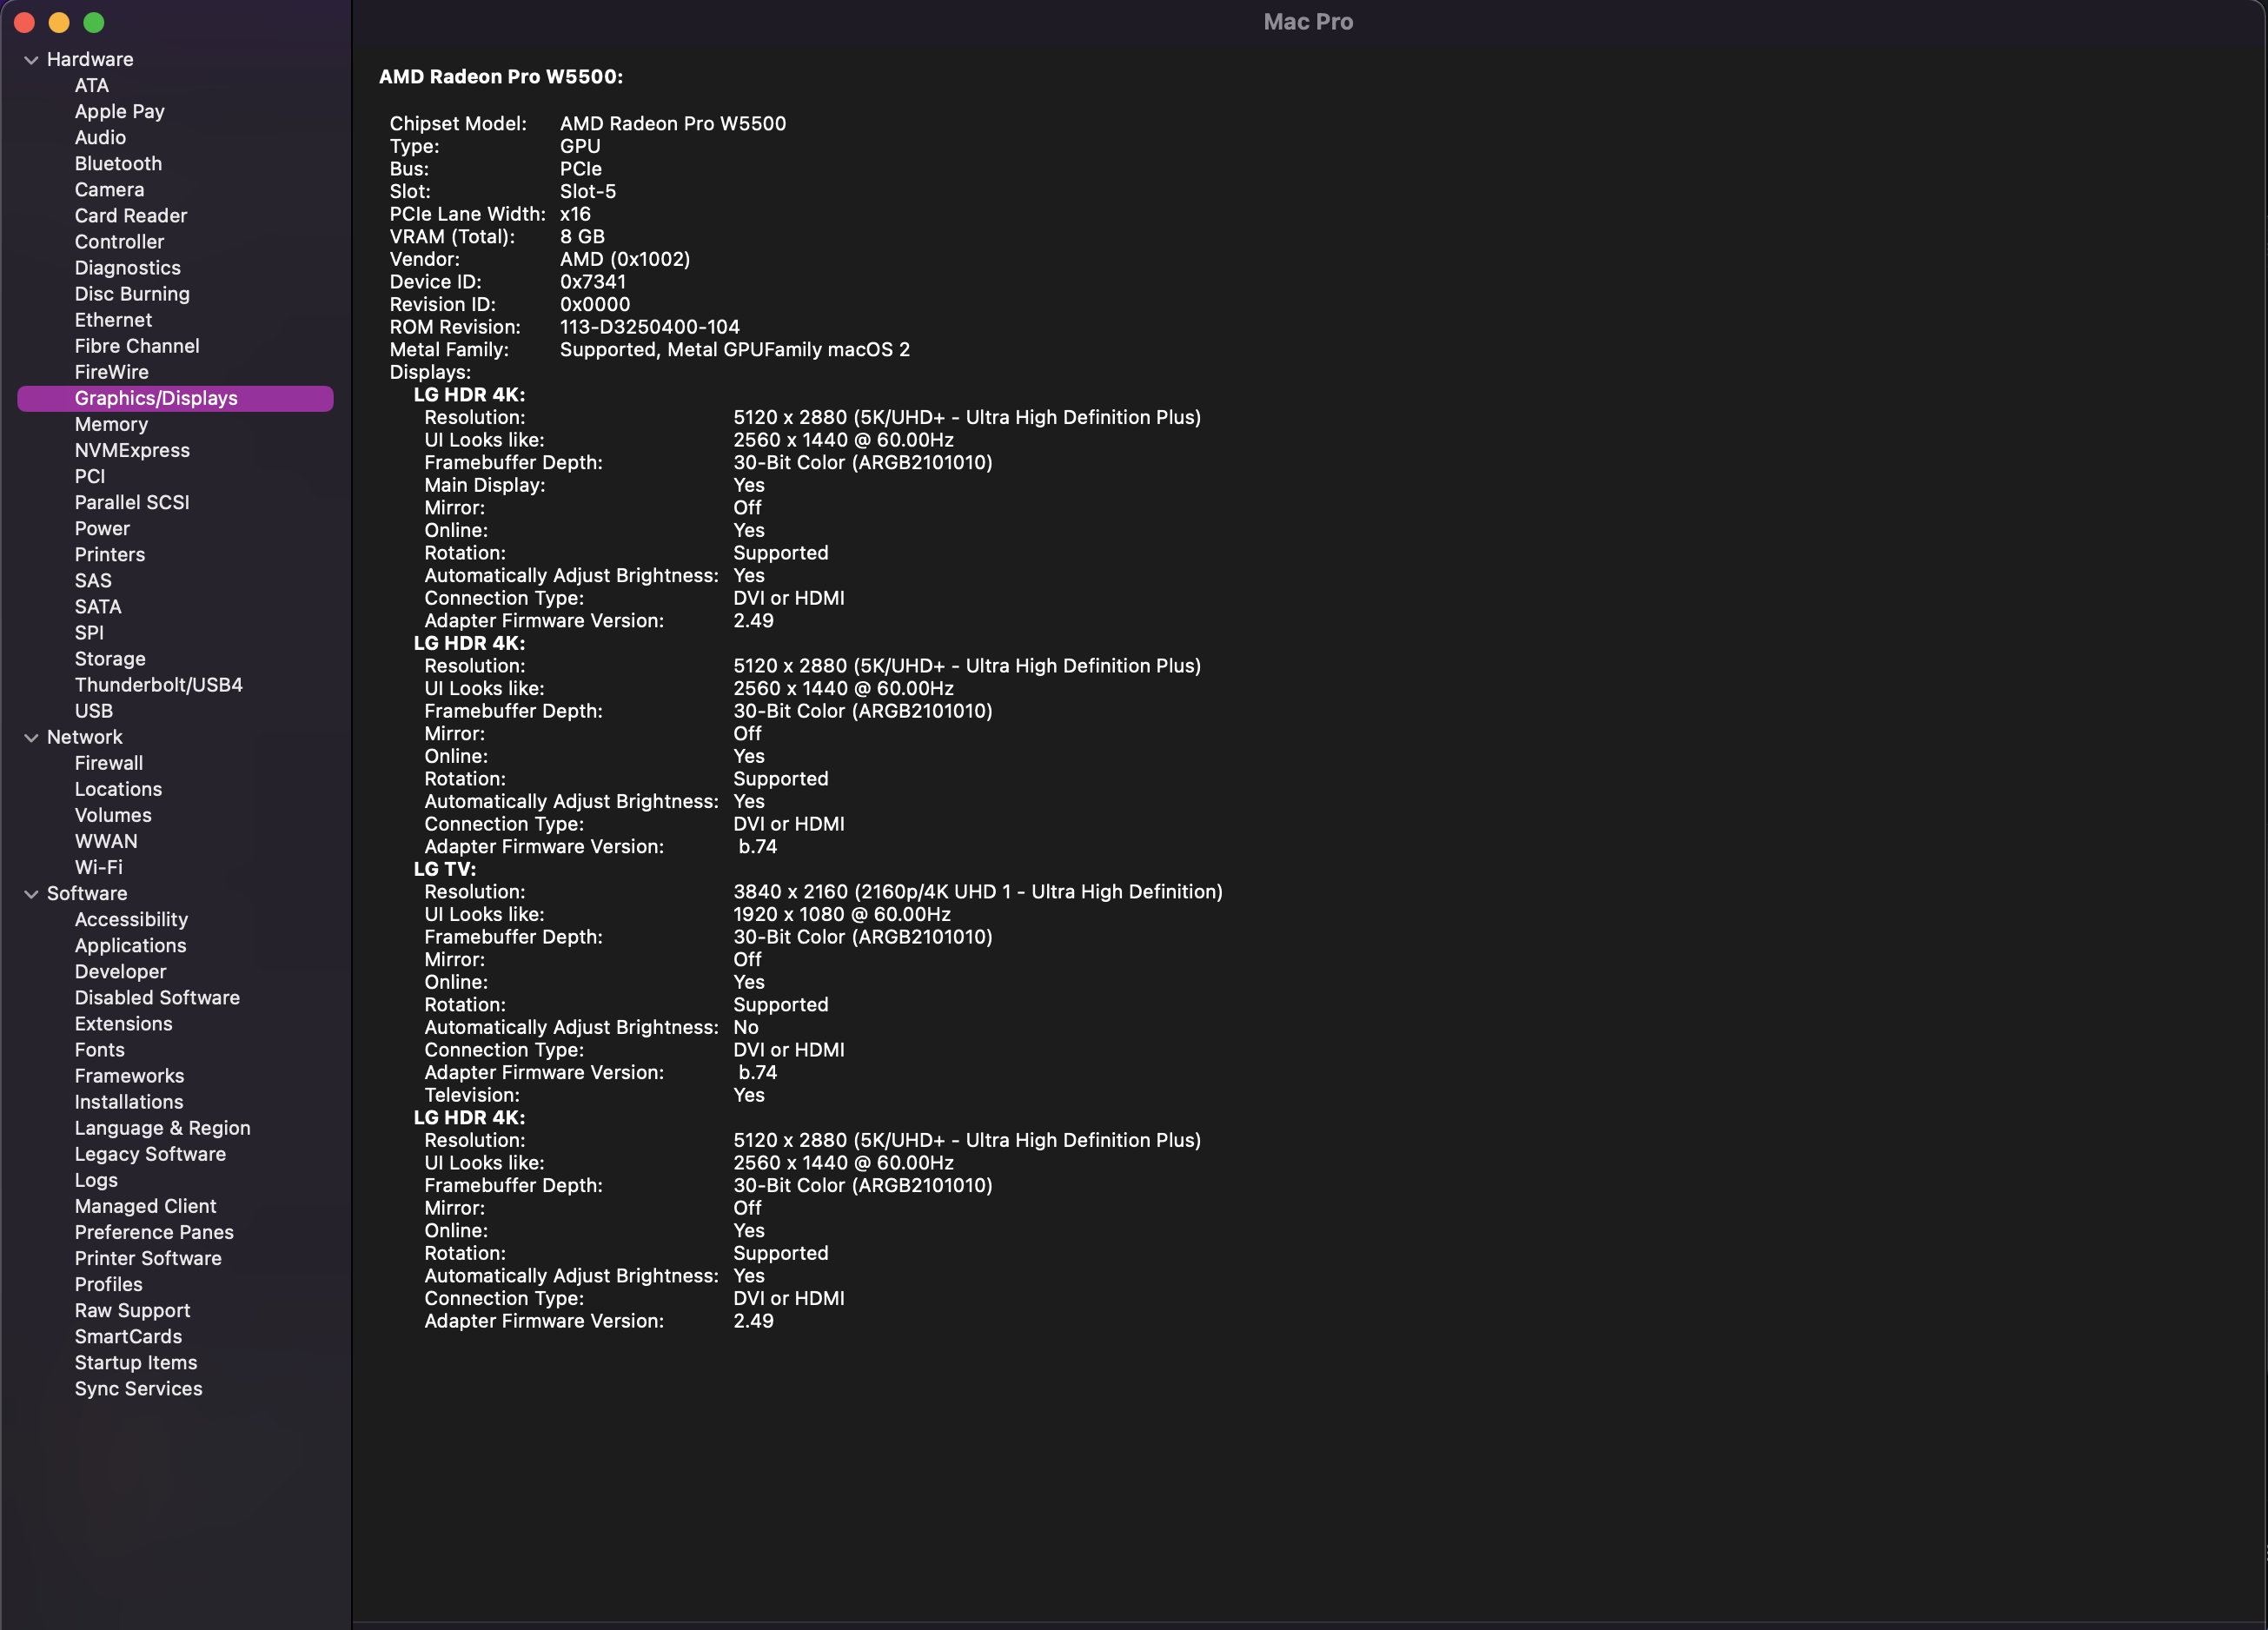 Mac Pro
Hardware
ATA
Apple Pay
Audio
Bluetooth
Camera
Card Reader
Controller
Diagnostics
Disc Burning
Ethernet
Fibre Channel
FireWire
Graphics/Displays
Memory
NVMExpress
PCI
Parallel SCSI
Power
Printers
SAS
SATA
SPI
Storage
Thunderbolt/USB4
USB
Network
Firewall
Locations
Volumes
WWAN
Wi-Fi
Software
Accessibility
Applications
Developer
Disabled Software
Extensions
Fonts
Frameworks
Installations
Language & Region
Legacy Software
Logs
Managed Client
Preference Panes
Printer Software
Profiles
Raw Support
SmartCards
Startup Items
Sync Services
AMD Radeon Pro W5500:
Chipset Model: AMD Radeon Pro W5500
Type: GPU
Bus: PCIe
Slot: Slot-5
PCIe Lane Width: x16
VRAM (Total): 8 GB
Vendor: AMD (0x1002)
Device ID: 0x7341
Revision ID: 0x0000
ROM Revision: 113-D3250400-104
Metal Family: Supported, Metal GPUFamily macOS 2
Displays:
LG HDR 4K:
Resolution: 5120 x 2880 (5K/UHD+ - Ultra High Definition Plus)
UI Looks like: 2560 x 1440 @ 60.00Hz
Framebuffer Depth: 30-Bit Color (ARGB2101010)
Main Display: Yes
Mirror: Off
Online: Yes
Rotation: Supported
Automatically Adjust Brightness: Yes
Connection Type: DVI or HDMI
Adapter Firmware Version: 2.49
LG HDR 4K:
Resolution: 5120 x 2880 (5K/UHD+ - Ultra High Definition Plus)
UI Looks like: 2560 x 1440 @ 60.00Hz
Framebuffer Depth: 30-Bit Color (ARGB2101010)
Mirror: Off
Online: Yes
Rotation: Supported
Automatically Adjust Brightness: Yes
Connection Type: DVI or HDMI
Adapter Firmware Version: b.74
LG TV:
Resolution: 3840 x 2160 (2160p/4K UHD 1 - Ultra High Definition)
UI Looks like: 1920 x 1080 @ 60.00Hz
Framebuffer Depth: 30-Bit Color (ARGB2101010)
Mirror: Off
Online: Yes
Rotation: Supported
Automatically Adjust Brightness: No
Connection Type: DVI or HDMI
Adapter Firmware Version: b.74
Television: Yes
LG HDR 4K:
Resolution: 5120 x 2880 (5K/UHD+ - Ultra High Definition Plus)
UI Looks like: 2560 x 1440 @ 60.00Hz
Framebuffer Depth: 30-Bit Color (ARGB2101010)
Mirror: Off
Online: Yes
Rotation: Supported
Automatically Adjust Brightness: Yes
Connection Type: DVI or HDMI
Adapter Firmware Version: 2.49